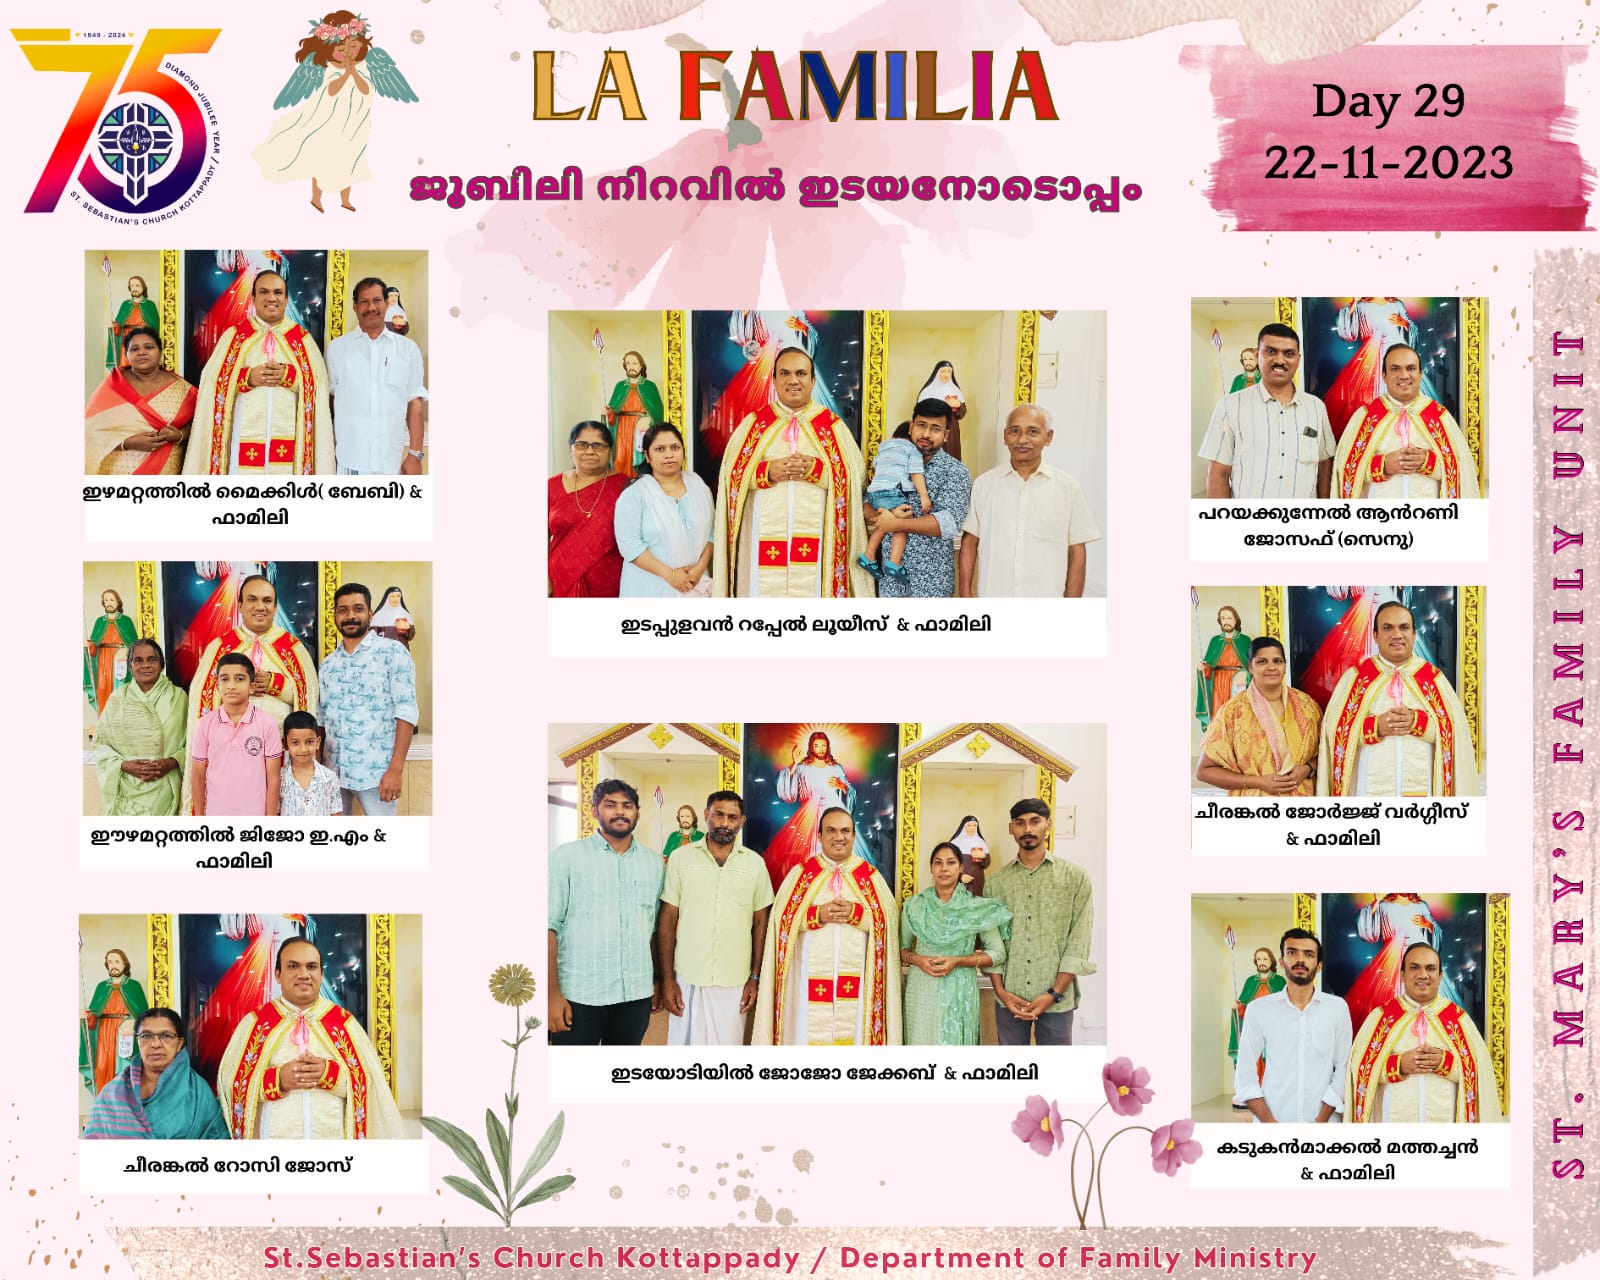 1949 - 2024
75
DIAMOND JUBILEE YEAR /
ST. SEBASTIAN'S CHURCH KOTTAPPADY
LA FAMILIA
ജൂബിലി നിറവിൽ ഇടയനോടൊപ്പം
Day 29
22-11-2023
ഇഴമറ്റത്തിൽ മൈക്കിൾ( ബേബി) &
ഫാമിലി
ഈഴമറ്റത്തിൽ ജിജോ ഇ.എം &
ഫാമിലി
ചീരങ്കൽ റോസി ജോസ്
ഇടപ്പുളവൻ റപ്പേൽ ലൂയീസ് & ഫാമിലി
ഇടയോടിയിൽ ജോജോ ജേക്കബ് & ഫാമിലി
പറയക്കുന്നേൽ ആൻറണി
ജോസഫ് (സെനു)
ചീരങ്കൽ ജോർജ്ജ് വർഗ്ഗീസ്
& ഫാമിലി
കടുകൻമാക്കൽ മത്തച്ചൻ
& ഫാമിലി
ST. MARY'S FAMILY UNIT
St.Sebastian's Church Kottappady / Department of Family Ministry